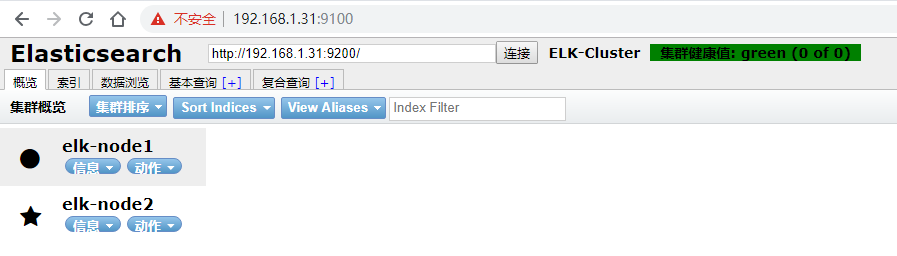 不安全 | 192.168.1.31:9100
Elasticsearch http://192.168.1.31:9200/ 连接 ELK-Cluster 集群健康值: green (0 of 0)
概览 索引 数据浏览 基本查询 [+] 复合查询 [+]
集群概览 集群排序 Sort Indices View Aliases Index Filter
elk-node1
信息 动作
elk-node2
信息 动作